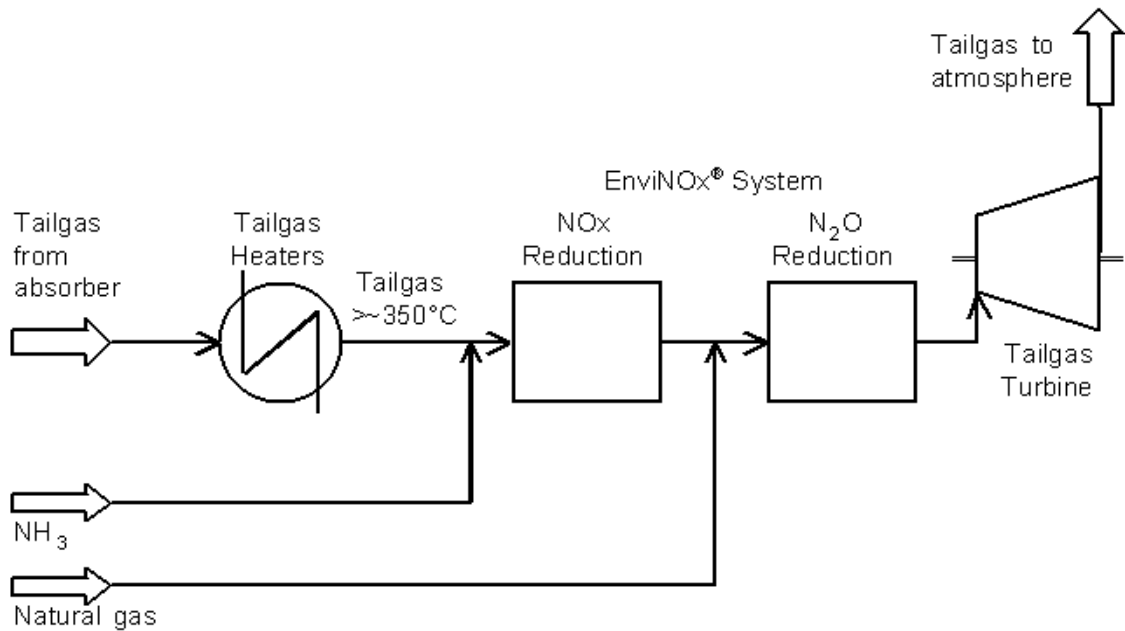 Tailgas to
atmosphere
EnviNOx® System
Tailgas
from
absorber
Tailgas
Heaters
Tailgas
>~350°C
NOx
Reduction
N₂O
Reduction
Tailgas
Turbine
NH₃
Natural gas